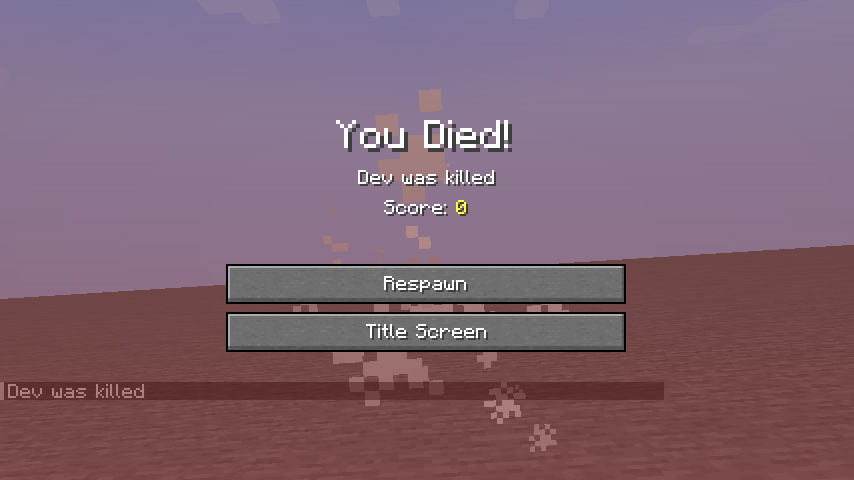 You Died!
Dev was killed
Score: 0
Respawn
Title Screen
Dev was killed